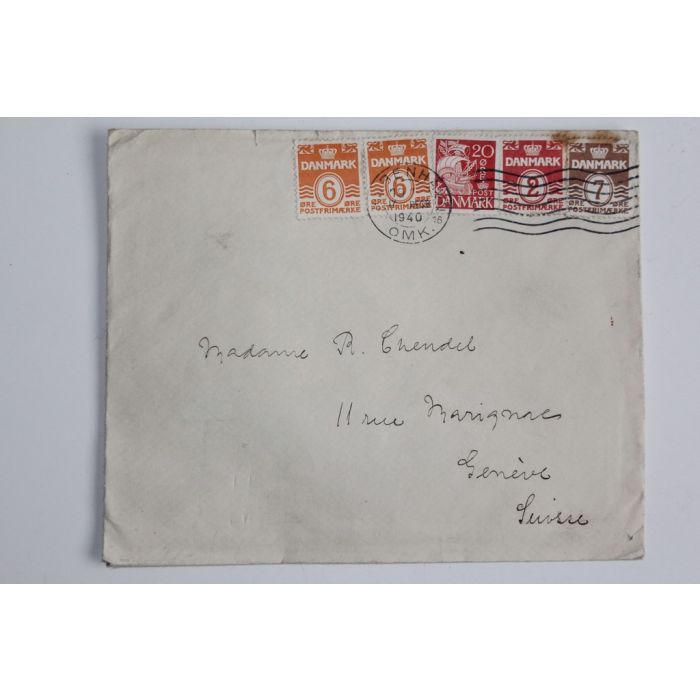 DANMARK
6
ØRE ØRE
POSTFRIMÆRKE
DANMARK
6
ØRE ØRE
POSTFRIMÆRKE
20
ØRE
POST
DANMARK
DANMARK
2
ØRE ØRE
POSTFRIMÆRKE
DANMARK
7
ØRE ØRE
POSTFRIMÆRKE
1940
OMK.
Madame R. Chendel
11 rue Marignac
Genève
Suisse